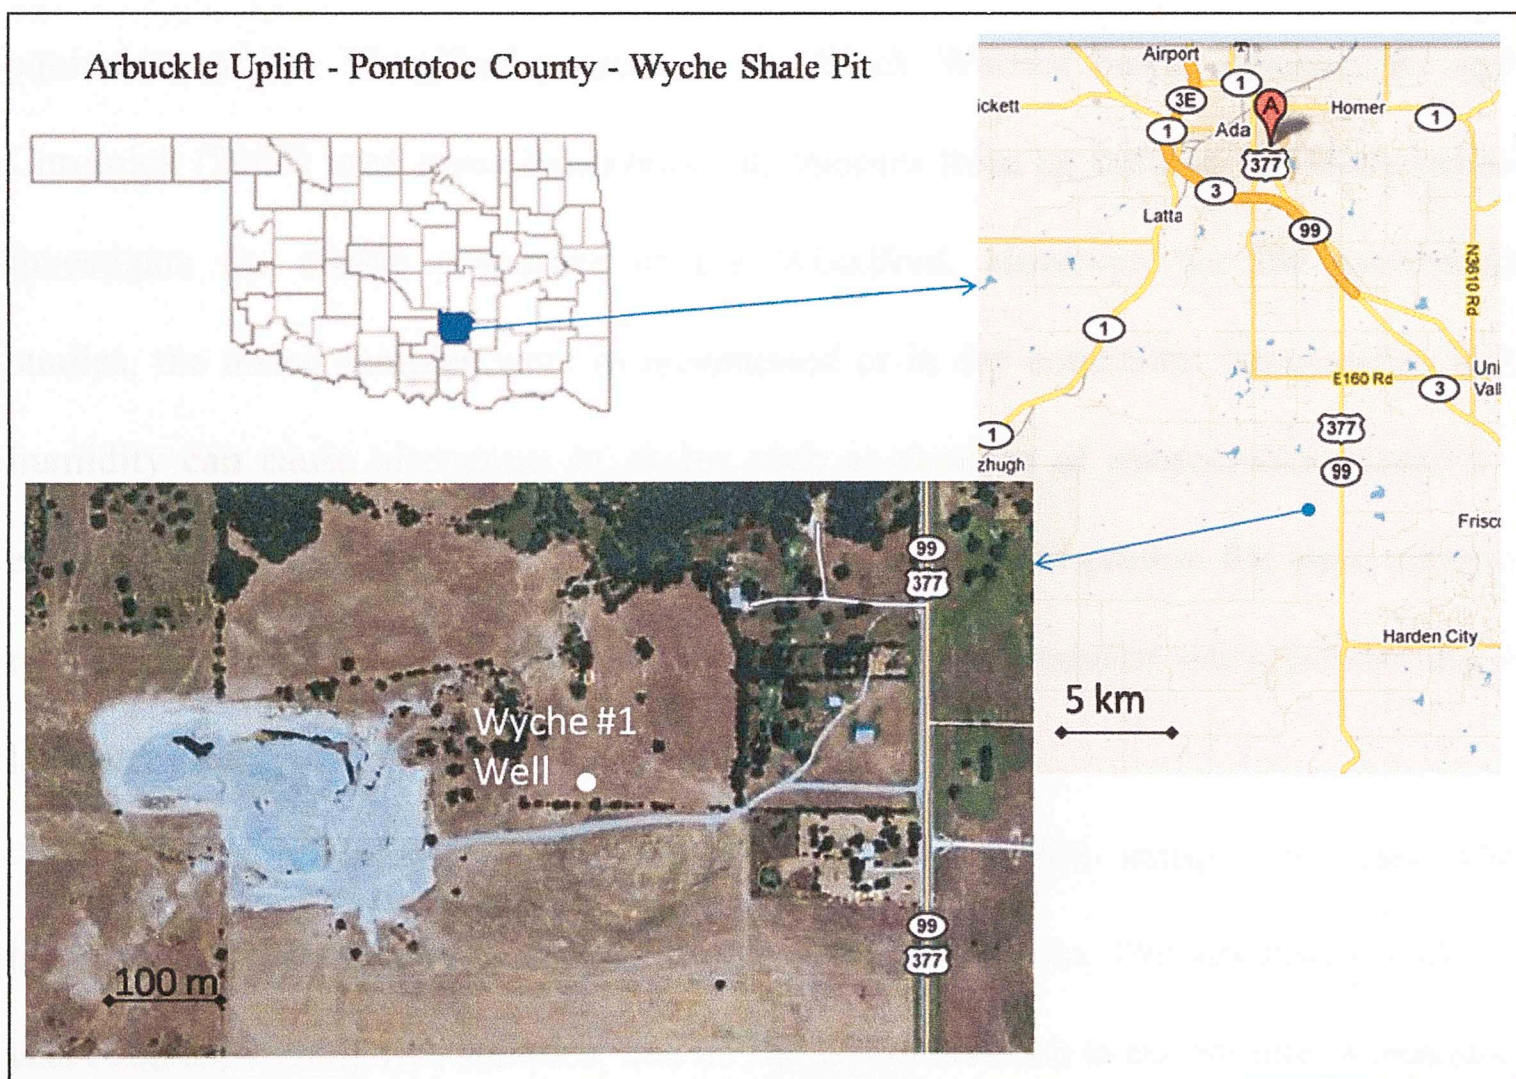 Arbuckle Uplift - Pontotoc County - Wyche Shale Pit
Airport
ickett
1
3E
A
Homer
1
1
Ada
377
3
Latta
99
N3610 Rd
1
E160 Rd
Uni
Vall
3
377
1
zhugh
99
Frisco
Harden City
5 km
99
377
Wyche #1
Well
99
377
100 m